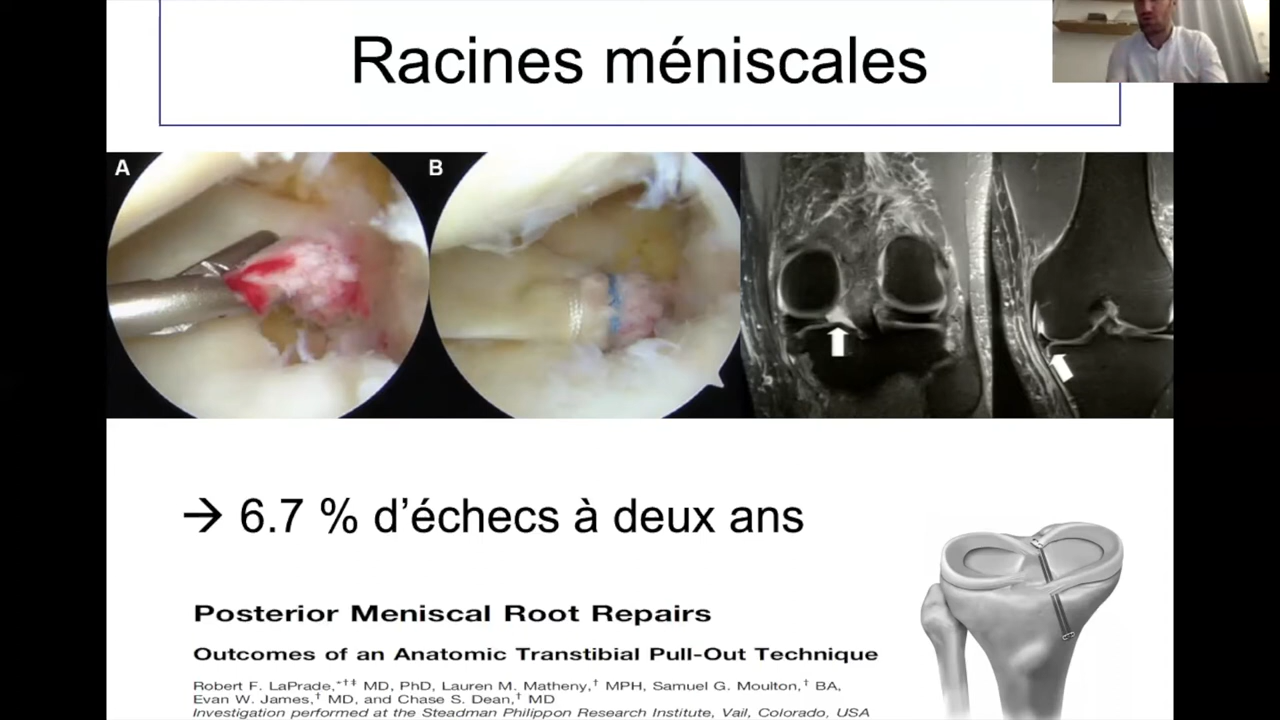 Racines méniscales
A
B
→ 6.7 % d’échecs à deux ans
Posterior Meniscal Root Repairs
Outcomes of an Anatomic Transtibial Pull-Out Technique
Robert F. LaPrade,*†‡ MD, PhD, Lauren M. Matheny,† MPH, Samuel G. Moulton,† BA,
Evan W. James,† MD, and Chase S. Dean,† MD
Investigation performed at the Steadman Philippon Research Institute, Vail, Colorado, USA